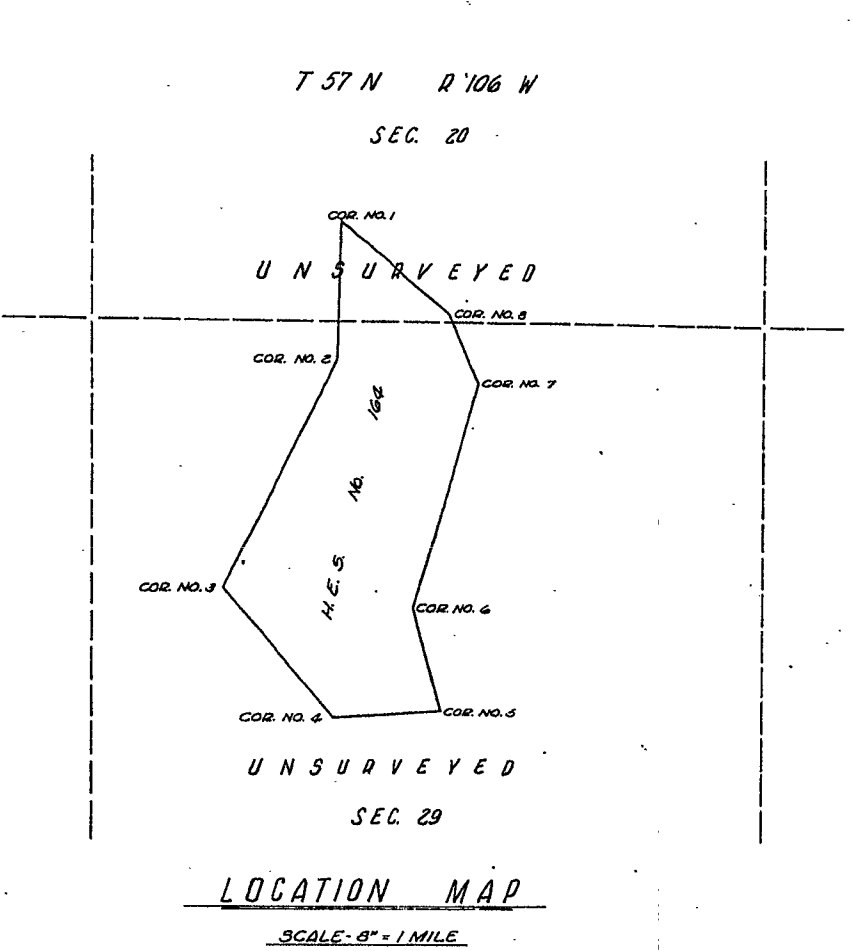 T 57 N R 106 W
SEC. 20
COR. NO. 1
UNSURVEYED
COR. NO. 8
COR. NO. 2
COR. NO. 7
H.E.S. No. 164
COR. NO. 3
COR. NO. 6
COR. NO. 4
COR. NO. 5
UNSURVEYED
SEC. 29
LOCATION MAP
SCALE - 8" = 1 MILE